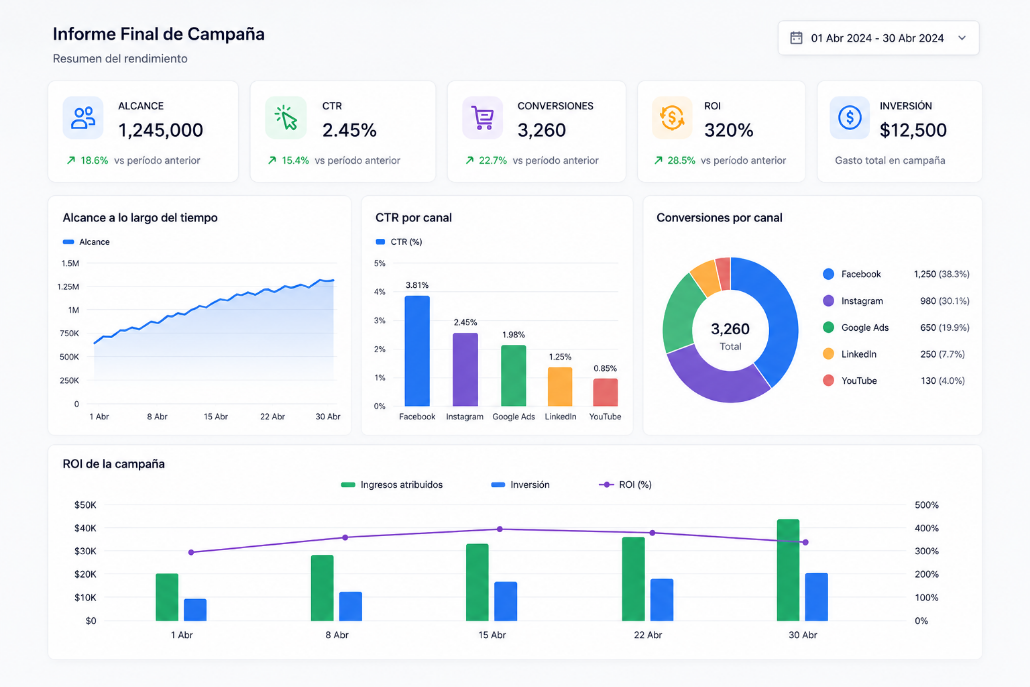 Informe Final de Campaña
Resumen del rendimiento
01 Abr 2024 - 30 Abr 2024
ALCANCE
1,245,000
18.6% vs período anterior
CTR
2.45%
15.4% vs período anterior
CONVERSIONES
3,260
22.7% vs período anterior
ROI
320%
28.5% vs período anterior
INVERSIÓN
$12,500
Gasto total en campaña
Alcance a lo largo del tiempo
Alcance
1.5M
1.25M
1M
750K
500K
250K
0
1 Abr 8 Abr 15 Abr 22 Abr 30 Abr
CTR por canal
CTR (%)
5%
4%
3%
2%
1%
0%
3.81%
2.45%
1.98%
1.25%
0.85%
Facebook Instagram Google Ads LinkedIn YouTube
Conversiones por canal
3,260
Total
Facebook 1,250 (38.3%)
Instagram 980 (30.1%)
Google Ads 650 (19.9%)
LinkedIn 250 (7.7%)
YouTube 130 (4.0%)
ROI de la campaña
Ingresos atribuidos Inversión ROI (%)
$50K
$40K
$30K
$20K
$10K
$0
500%
400%
300%
200%
100%
0%
1 Abr 8 Abr 15 Abr 22 Abr 30 Abr